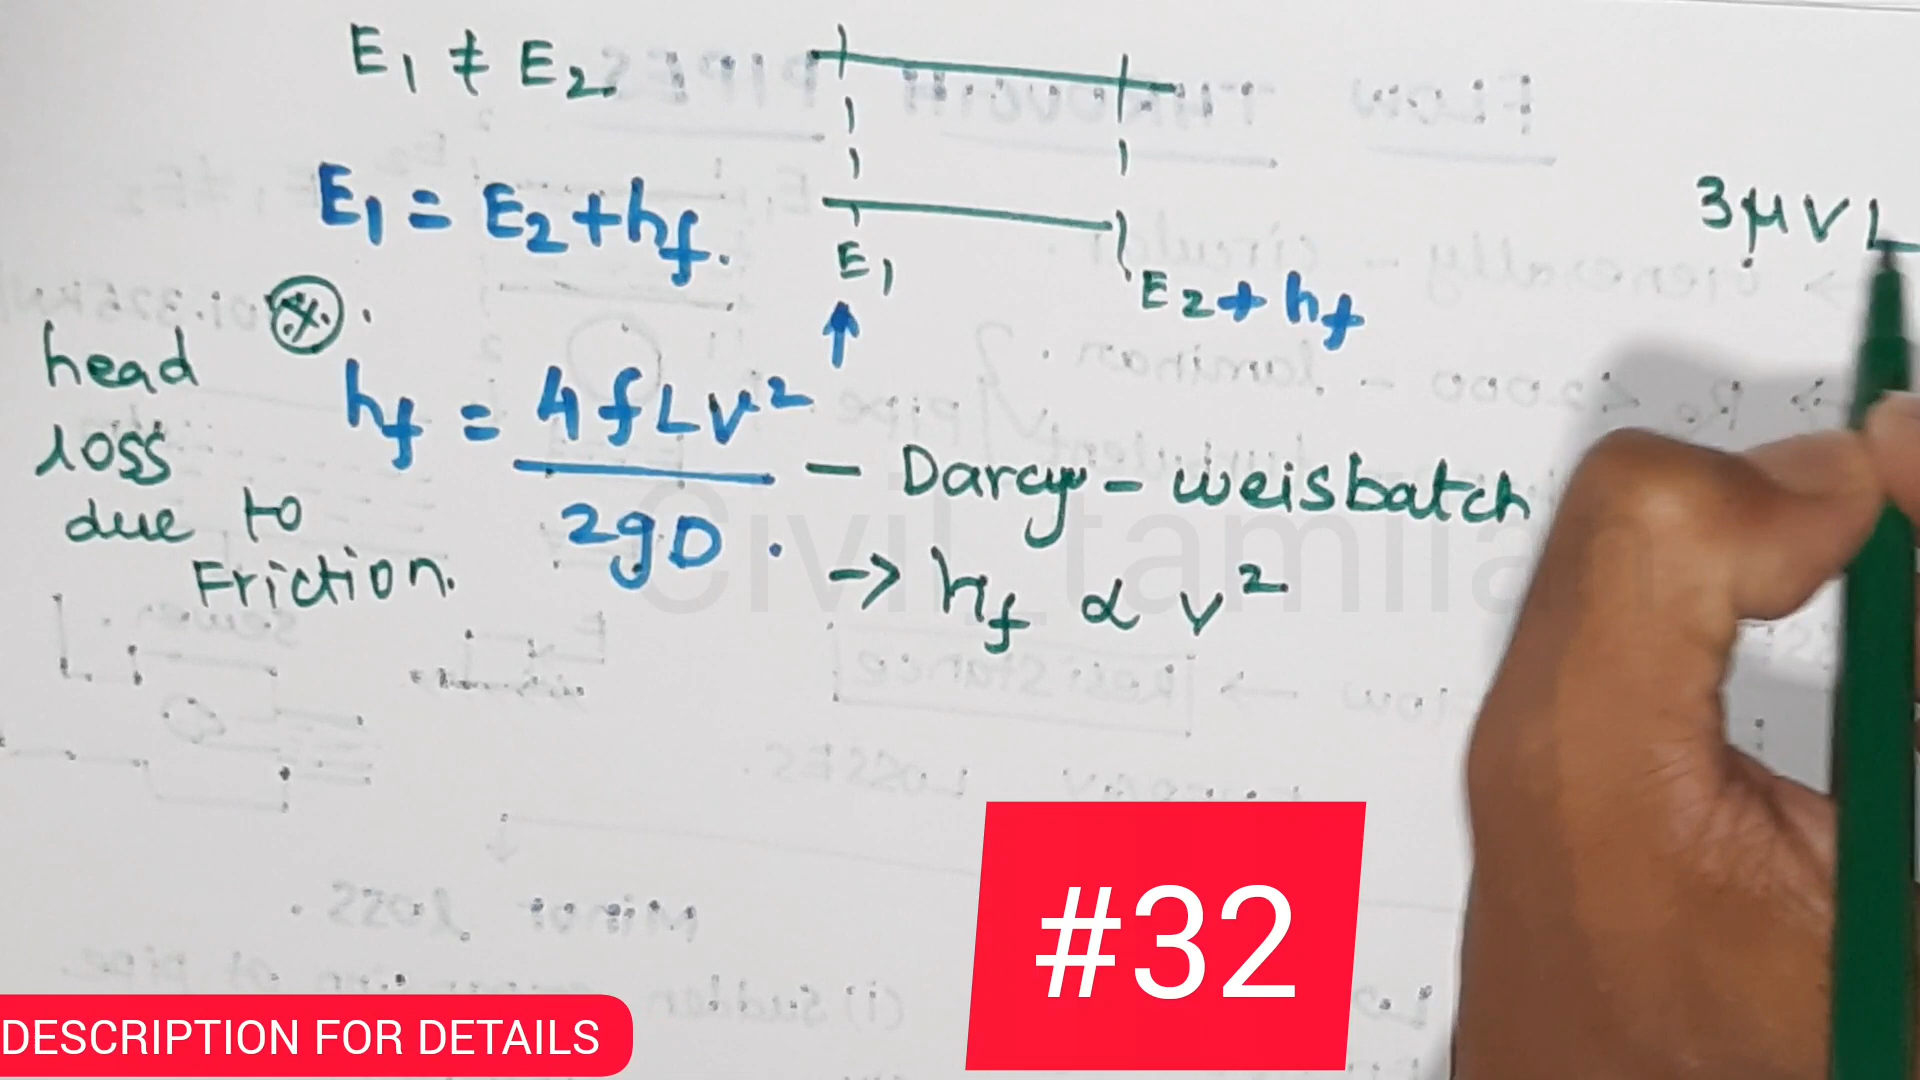 E₁ ≠ E₂.
E₁ = E₂ + hf.
E₁
E₂ + hf
3μVL
head
loss
due to
Friction.
hf = 4fLV² / 2gD.
- Darcy - weisbatch
→ hf ∝ V²
Civil_tamilan
#32
DESCRIPTION FOR DETAILS